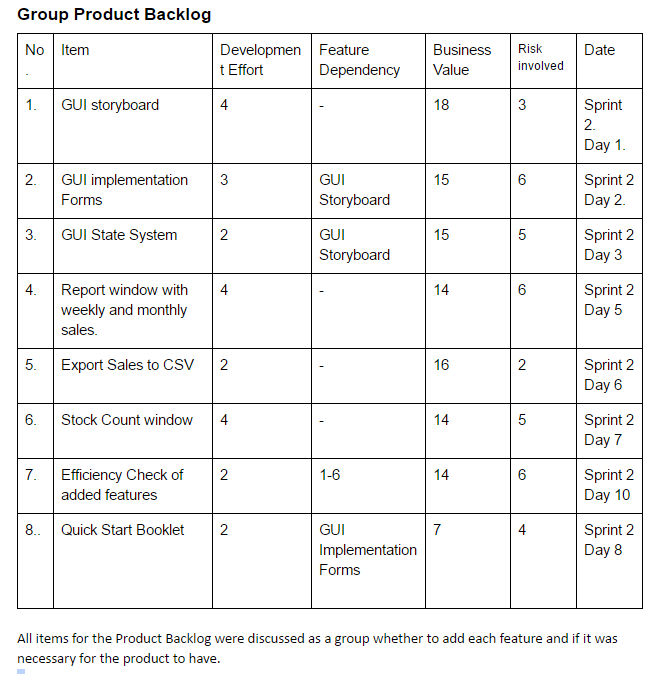 Group Product Backlog
No
.
Item
Developmen
t Effort
Feature
Dependency
Business
Value
Risk
involved
Date
1.
GUI storyboard
4
-
18
3
Sprint
2.
Day 1.
2.
GUI implementation
Forms
3
GUI
Storyboard
15
6
Sprint 2
Day 2.
3.
GUI State System
2
GUI
Storyboard
15
5
Sprint 2
Day 3
4.
Report window with
weekly and monthly
sales.
4
-
14
6
Sprint 2
Day 5
5.
Export Sales to CSV
2
-
16
2
Sprint 2
Day 6
6.
Stock Count window
4
-
14
5
Sprint 2
Day 7
7.
Efficiency Check of
added features
2
1-6
14
6
Sprint 2
Day 10
8..
Quick Start Booklet
2
GUI
Implementation
Forms
7
4
Sprint 2
Day 8
All items for the Product Backlog were discussed as a group whether to add each feature and if it was
necessary for the product to have.